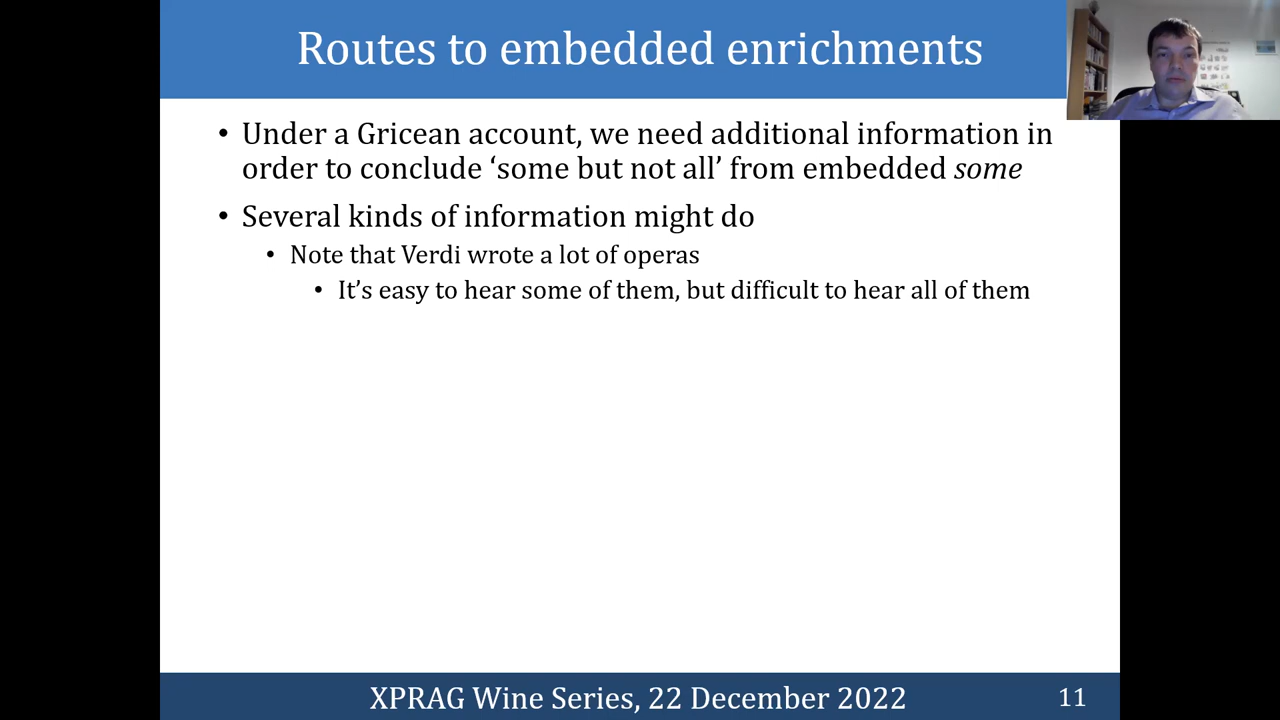 Routes to embedded enrichments
• Under a Gricean account, we need additional information in
order to conclude ‘some but not all’ from embedded some
• Several kinds of information might do
• Note that Verdi wrote a lot of operas
• It’s easy to hear some of them, but difficult to hear all of them
XPRAG Wine Series, 22 December 2022
11